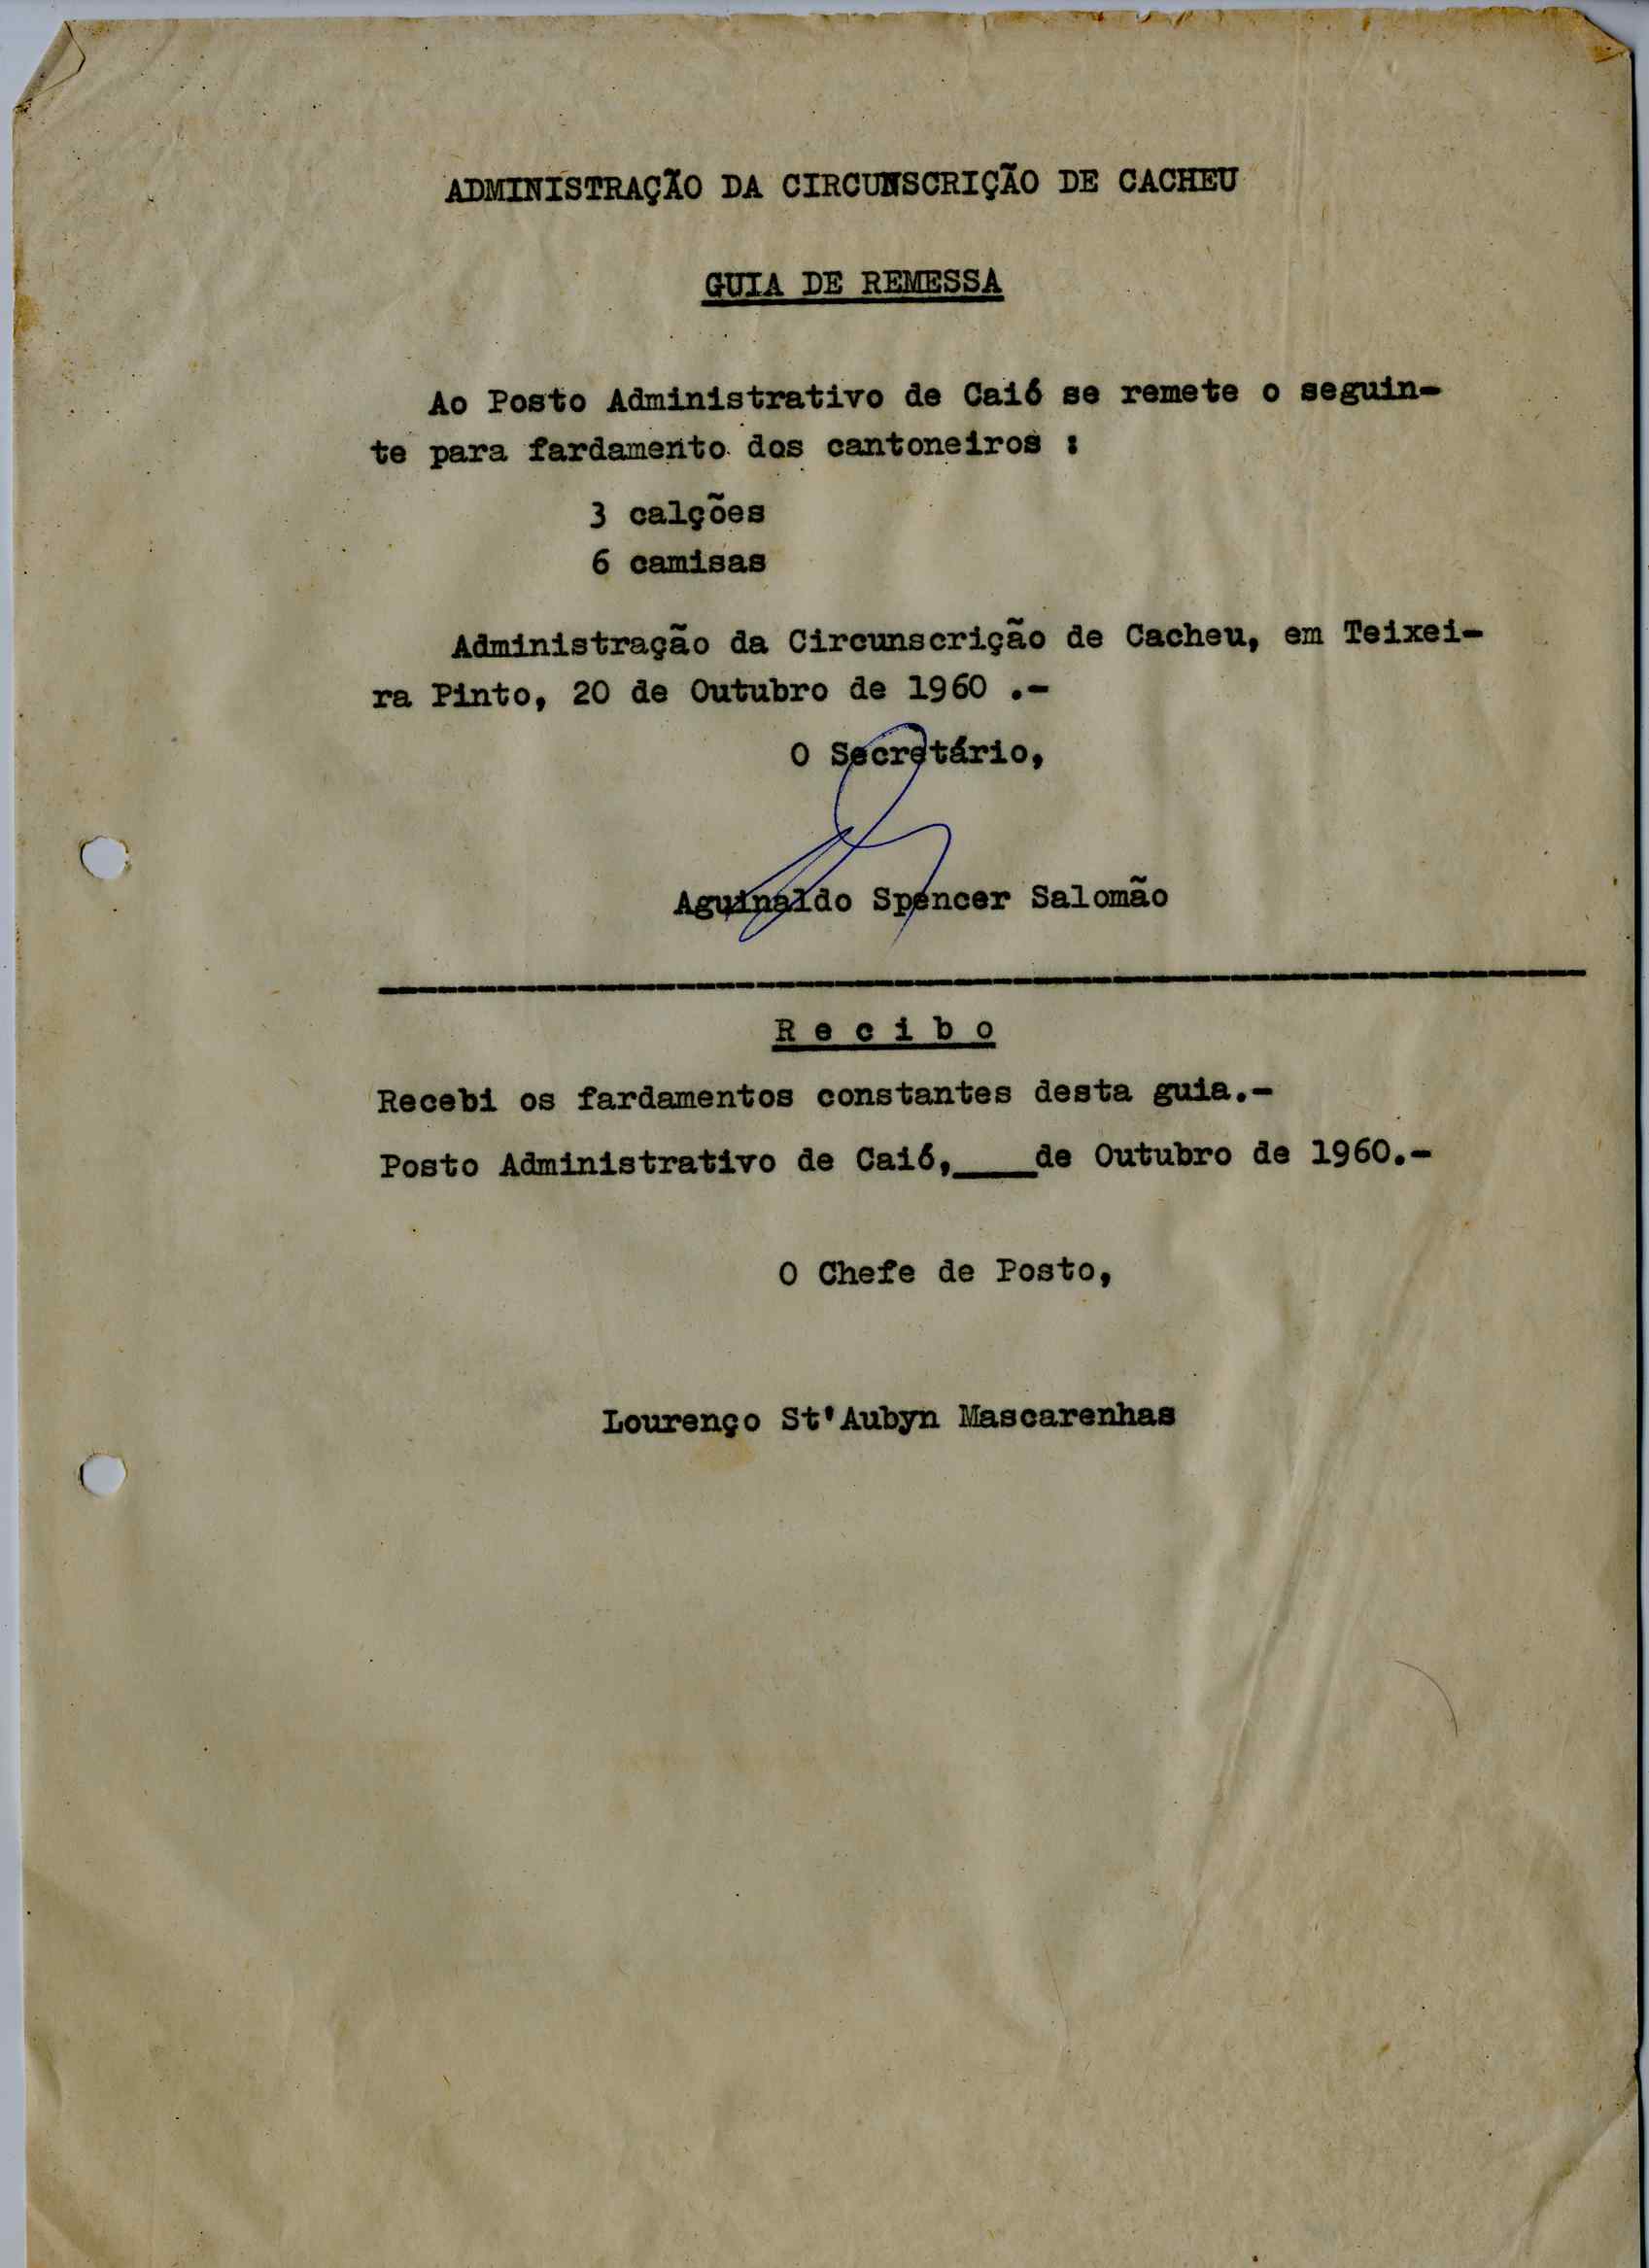 ADMINISTRAÇÃO DA CIRCUNSCRIÇÃO DE CACHEU
GUIA DE REMESSA
Ao Posto Administrativo de Caió se remete o seguin-
te para fardamento dos cantoneiros :
3 calções
6 camisas
Administração da Circunscrição de Cacheu, em Teixei-
ra Pinto, 20 de Outubro de 1960 .-
O Secretário,
Aguinaldo Spencer Salomão
R e c i b o
Recebi os fardamentos constantes desta guia.-
Posto Administrativo de Caió,____de Outubro de 1960.-
O Chefe de Posto,
Lourenço St'Aubyn Mascarenhas